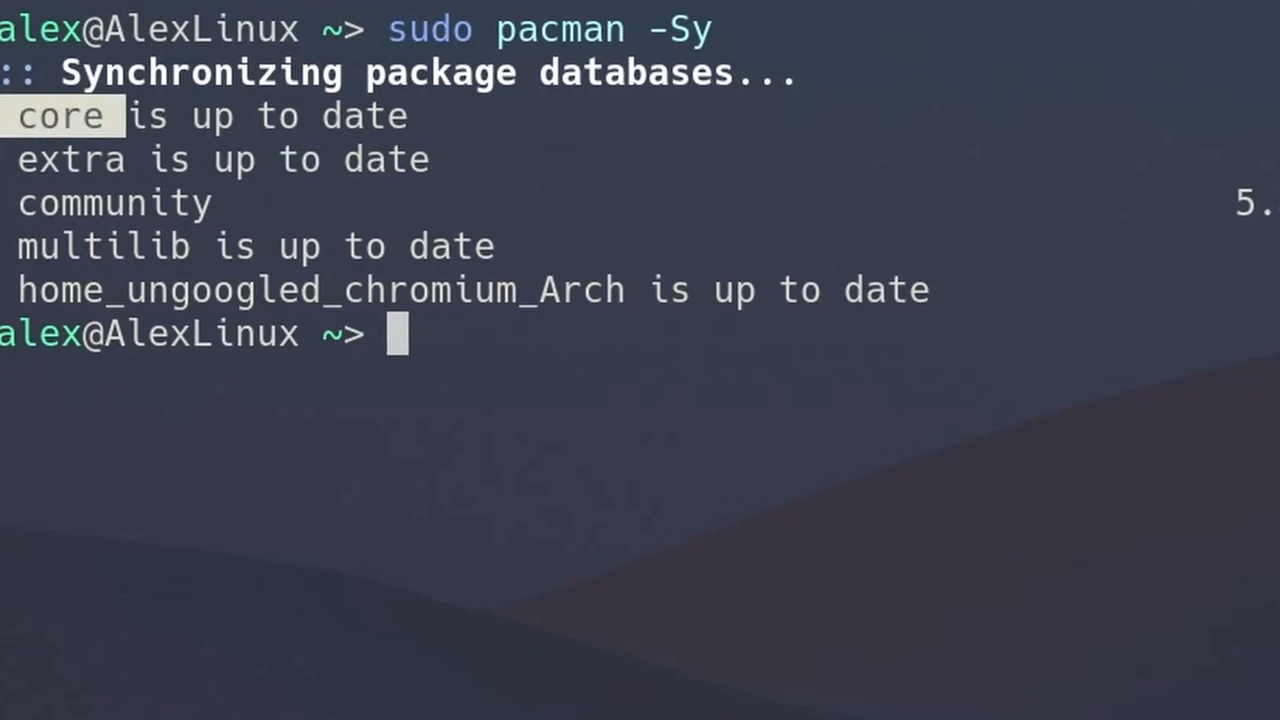 alex@AlexLinux ~> sudo pacman -Sy
:: Synchronizing package databases...
core is up to date
extra is up to date
community 5.
multilib is up to date
home_ungoogled_chromium_Arch is up to date
alex@AlexLinux ~>